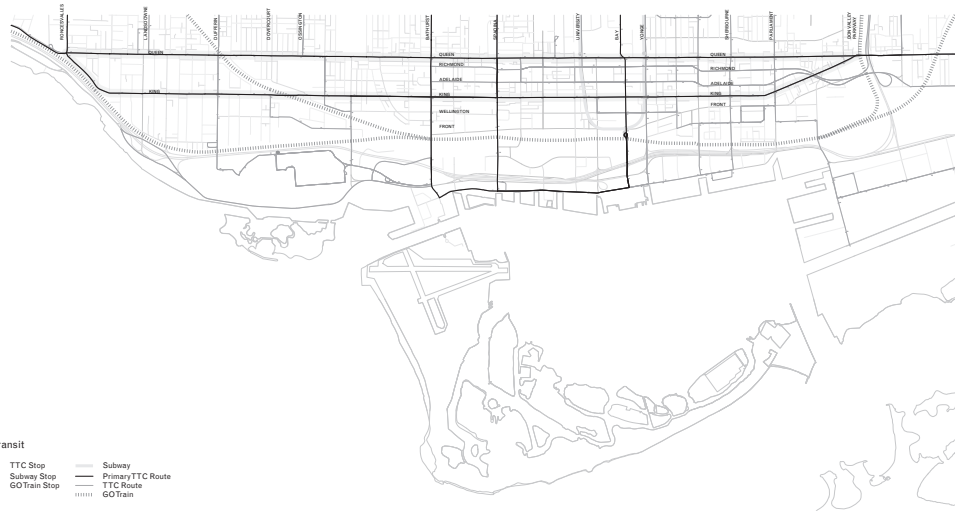 RONCESVALLES
LANSDOWNE
DUFFERIN
DOVERCOURT
OSSINGTON
BATHURST
SPADINA
UNIVERSITY
BAY
YONGE
SHERBOURNE
PARLIAMENT
DON VALLEY
PARKWAY
QUEEN QUEEN QUEEN
RICHMOND RICHMOND
ADELAIDE ADELAIDE
KING KING KING
WELLINGTON FRONT
FRONT
ransit
TTC Stop Subway
Subway Stop Primary TTC Route
GO Train Stop TTC Route
GO Train